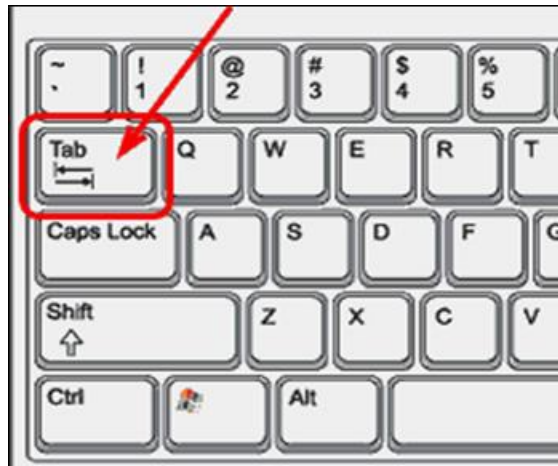 ~ ! @ # $ %
` 1 2 3 4 5
Tab Q W E R T
Caps Lock A S D F G
Shift Z X C V
Ctrl Alt